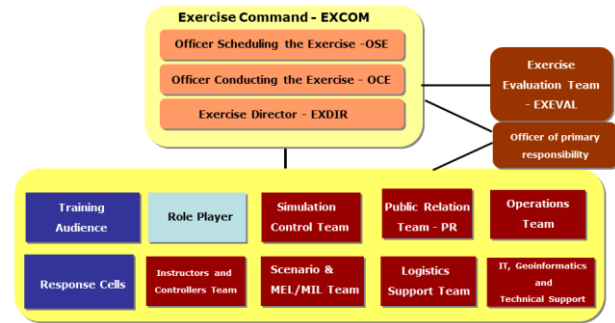 Exercise Command - EXCOM
Officer Scheduling the Exercise -OSE
Officer Conducting the Exercise - OCE
Exercise Director - EXDIR
Exercise
Evaluation Team
- EXEVAL
Officer of primary
responsibility
Training
Audience
Role Player
Simulation
Control Team
Public Relation
Team - PR
Operations
Team
Response Cells
Instructors and
Controllers Team
Scenario &
MEL/MIL Team
Logistics
Support Team
IT, Geoinformatics
and
Technical Support